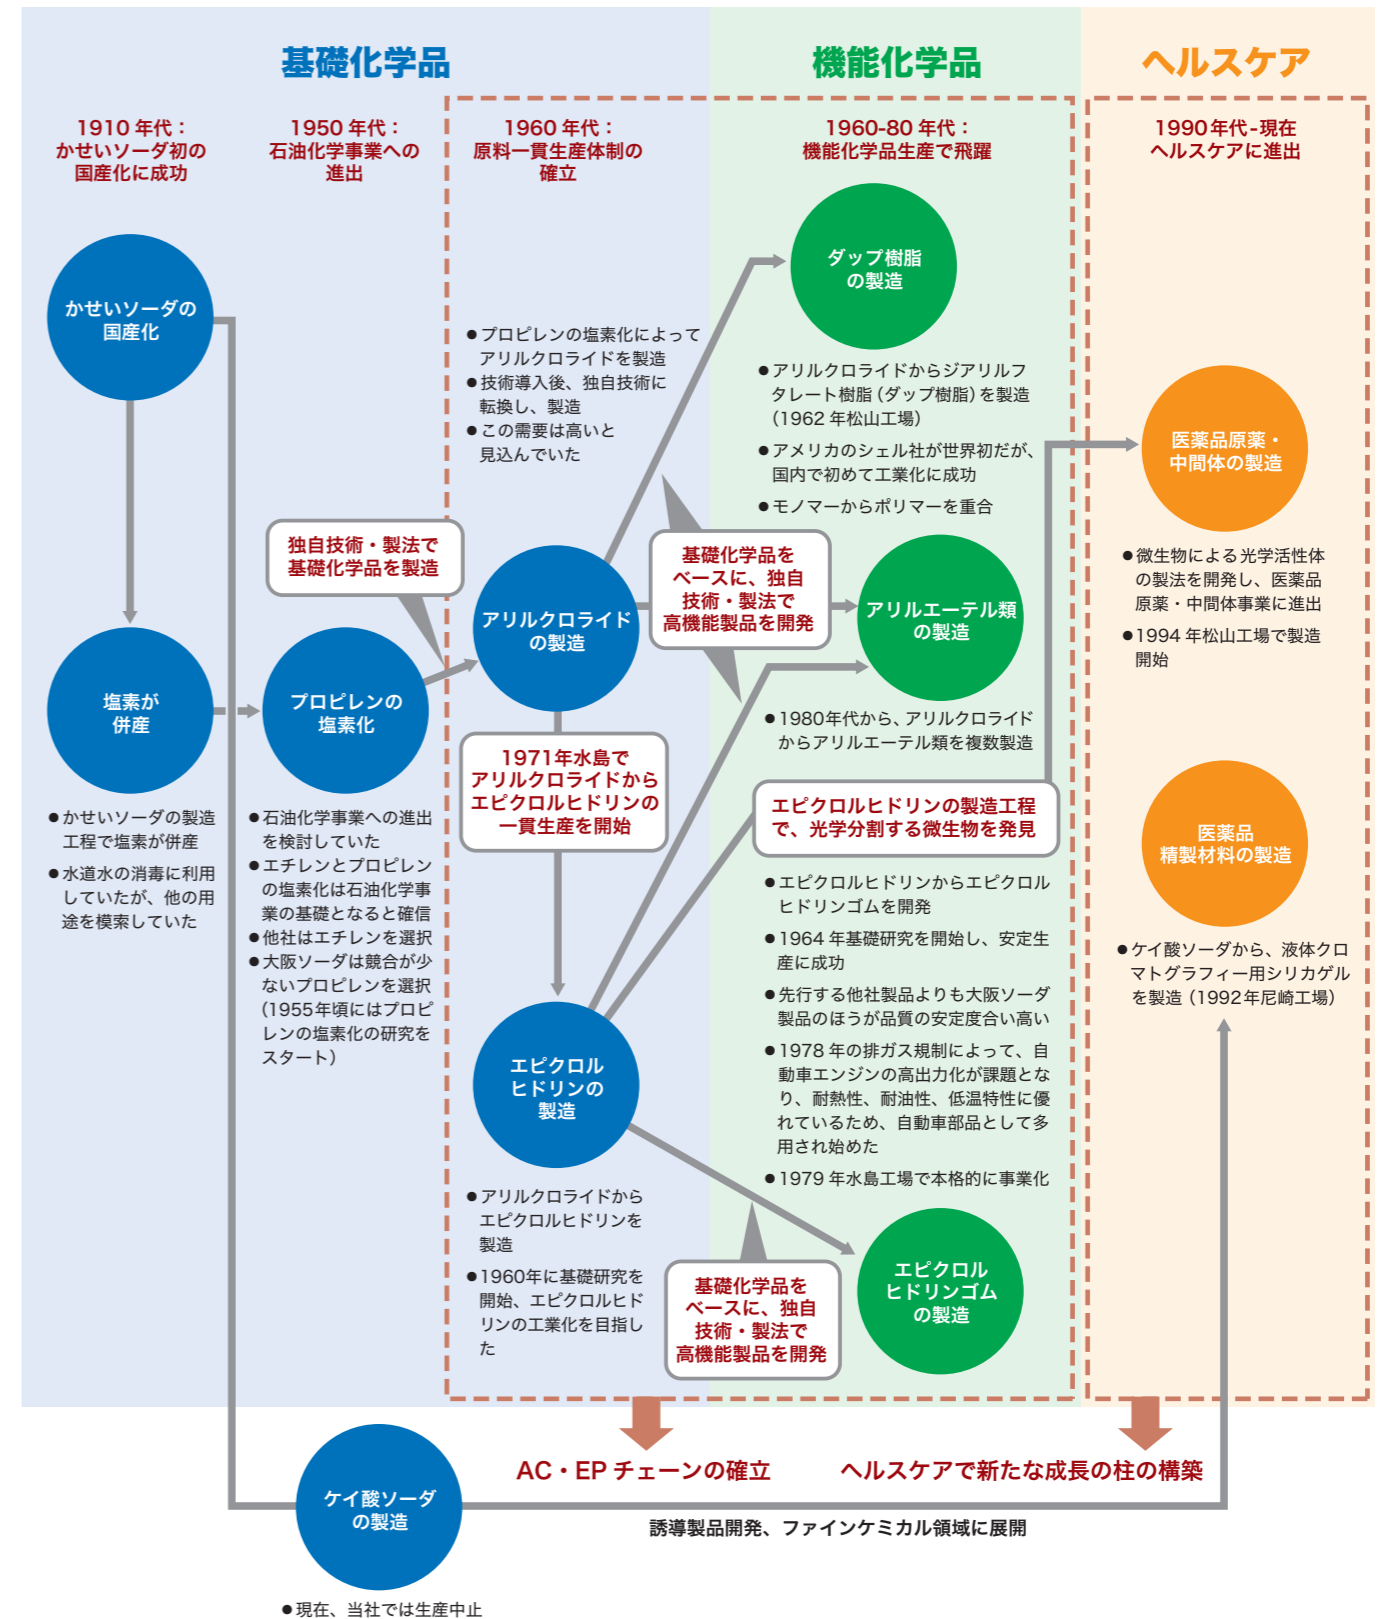 基礎化学品
機能化学品
ヘルスケア
1910 年代：
かせいソーダ初の
国産化に成功
1950 年代：
石油化学事業への
進出
1960 年代：
原料一貫生産体制の
確立
1960-80 年代：
機能化学品生産で飛躍
1990年代-現在
ヘルスケアに進出
かせいソーダの
国産化
塩素が
併産
●かせいソーダの製造
工程で塩素が併産
●水道水の消毒に利用
していたが、他の用
途を模索していた
独自技術・製法で
基礎化学品を製造
プロピレンの
塩素化
●石油化学事業への進出
を検討していた
●エチレンとプロピレン
の塩素化は石油化学事
業の基礎となると確信
●他社はエチレンを選択
●大阪ソーダは競合が少
ないプロピレンを選択
（1955年頃にはプロピ
レンの塩素化の研究を
スタート）
●プロピレンの塩素化によって
アリルクロライドを製造
●技術導入後、独自技術に
転換し、製造
●この需要は高いと
見込んでいた
アリルクロライド
の製造
1971年水島で
アリルクロライドから
エピクロルヒドリンの
一貫生産を開始
エピクロル
ヒドリンの
製造
●アリルクロライドから
エピクロルヒドリンを
製造
●1960年に基礎研究を
開始、エピクロルヒド
リンの工業化を目指し
た
ダップ樹脂
の製造
●アリルクロライドからジアリルフ
タレート樹脂（ダップ樹脂）を製造
（1962 年松山工場）
●アメリカのシェル社が世界初だが、
国内で初めて工業化に成功
●モノマーからポリマーを重合
基礎化学品を
ベースに、独自
技術・製法で
高機能製品を開発
アリルエーテル類
の製造
●1980年代から、アリルクロライド
からアリルエーテル類を複数製造
エピクロルヒドリンの製造工程
で、光学分割する微生物を発見
●エピクロルヒドリンからエピクロル
ヒドリンゴムを開発
●1964 年基礎研究を開始し、安定生
産に成功
●先行する他社製品よりも大阪ソーダ
製品のほうが品質の安定度合い高い
●1978 年の排ガス規制によって、自
動車エンジンの高出力化が課題とな
り、耐熱性、耐油性、低温特性に優
れているため、自動車部品として多
用され始めた
●1979 年水島工場で本格的に事業化
基礎化学品を
ベースに、独自
技術・製法で
高機能製品を開発
エピクロル
ヒドリンゴム
の製造
医薬品原薬・
中間体の製造
●微生物による光学活性体
の製法を開発し、医薬品
原薬・中間体事業に進出
●1994 年松山工場で製造
開始
医薬品
精製材料の製造
●ケイ酸ソーダから、液体クロ
マトグラフィー用シリカゲル
を製造（1992年尼崎工場）
AC・EP チェーンの確立
ヘルスケアで新たな成長の柱の構築
ケイ酸ソーダ
の製造
誘導製品開発、ファインケミカル領域に展開
●現在、当社では生産中止